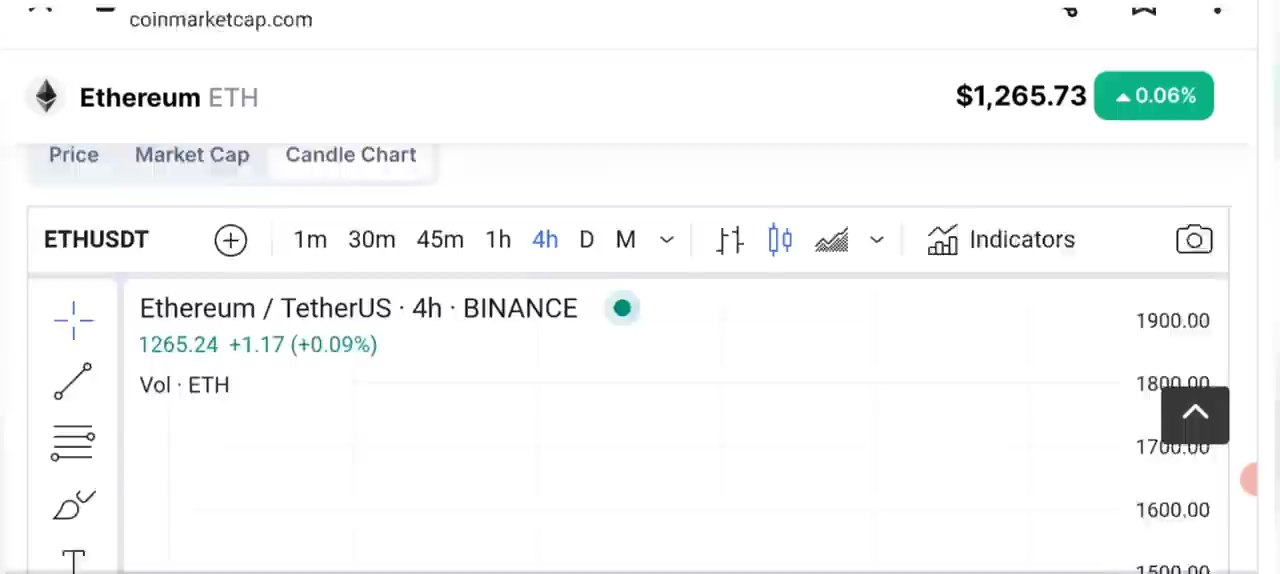 coinmarketcap.com
Ethereum ETH
$1,265.73
0.06%
Price Market Cap Candle Chart
ETHUSDT 1m 30m 45m 1h 4h D M Indicators
Ethereum / TetherUS · 4h · BINANCE
1265.24 +1.17 (+0.09%)
Vol · ETH
1900.00
1800.00
1700.00
1600.00
1500.00